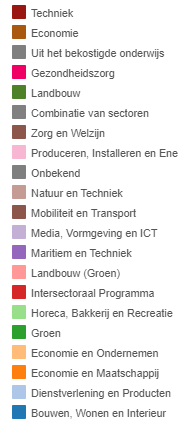 Techniek
Economie
Uit het bekostigde onderwijs
Gezondheidszorg
Landbouw
Combinatie van sectoren
Zorg en Welzijn
Produceren, Installeren en Ene
Onbekend
Natuur en Techniek
Mobiliteit en Transport
Media, Vormgeving en ICT
Maritiem en Techniek
Landbouw (Groen)
Intersectoraal Programma
Horeca, Bakkerij en Recreatie
Groen
Economie en Ondernemen
Economie en Maatschappij
Dienstverlening en Producten
Bouwen, Wonen en Interieur